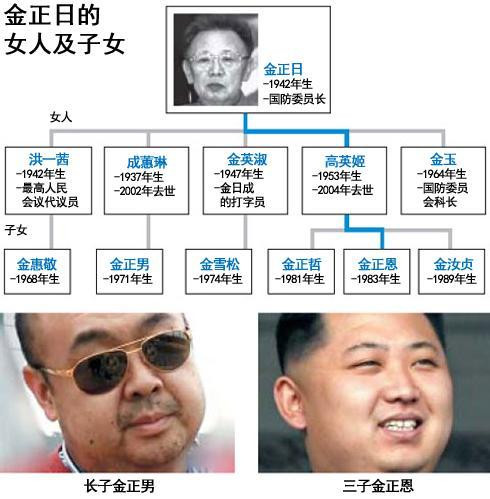 金正日的
女人及子女
金正日
-1942年生
-国防委员长
女人
洪一茜
-1942年生
-最高人民
会议代议员
成蕙琳
-1937年生
-2002年去世
金英淑
-1947年生
-金日成
的打字员
高英姬
-1953年生
-2004年去世
金玉
-1964年生
-国防委员
会科长
子女
金惠敬
-1968年生
金正男
-1971年生
金雪松
-1974年生
金正哲
-1981年生
金正恩
-1983年生
金汝贞
-1989年生
长子金正男
三子金正恩